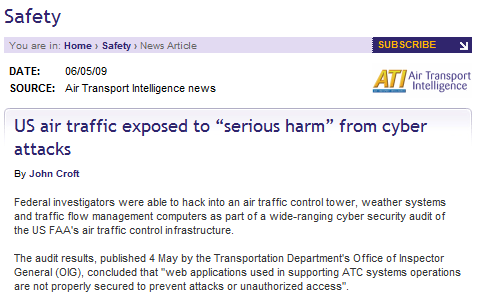 Safety
You are in: Home › Safety › News Article
SUBSCRIBE
DATE: 06/05/09
SOURCE: Air Transport Intelligence news
ATI Air Transport Intelligence
US air traffic exposed to “serious harm” from cyber
attacks
By John Croft
Federal investigators were able to hack into an air traffic control tower, weather systems
and traffic flow management computers as part of a wide-ranging cyber security audit of
the US FAA's air traffic control infrastructure.
The audit results, published 4 May by the Transportation Department's Office of Inspector
General (OIG), concluded that "web applications used in supporting ATC systems operations
are not properly secured to prevent attacks or unauthorized access".